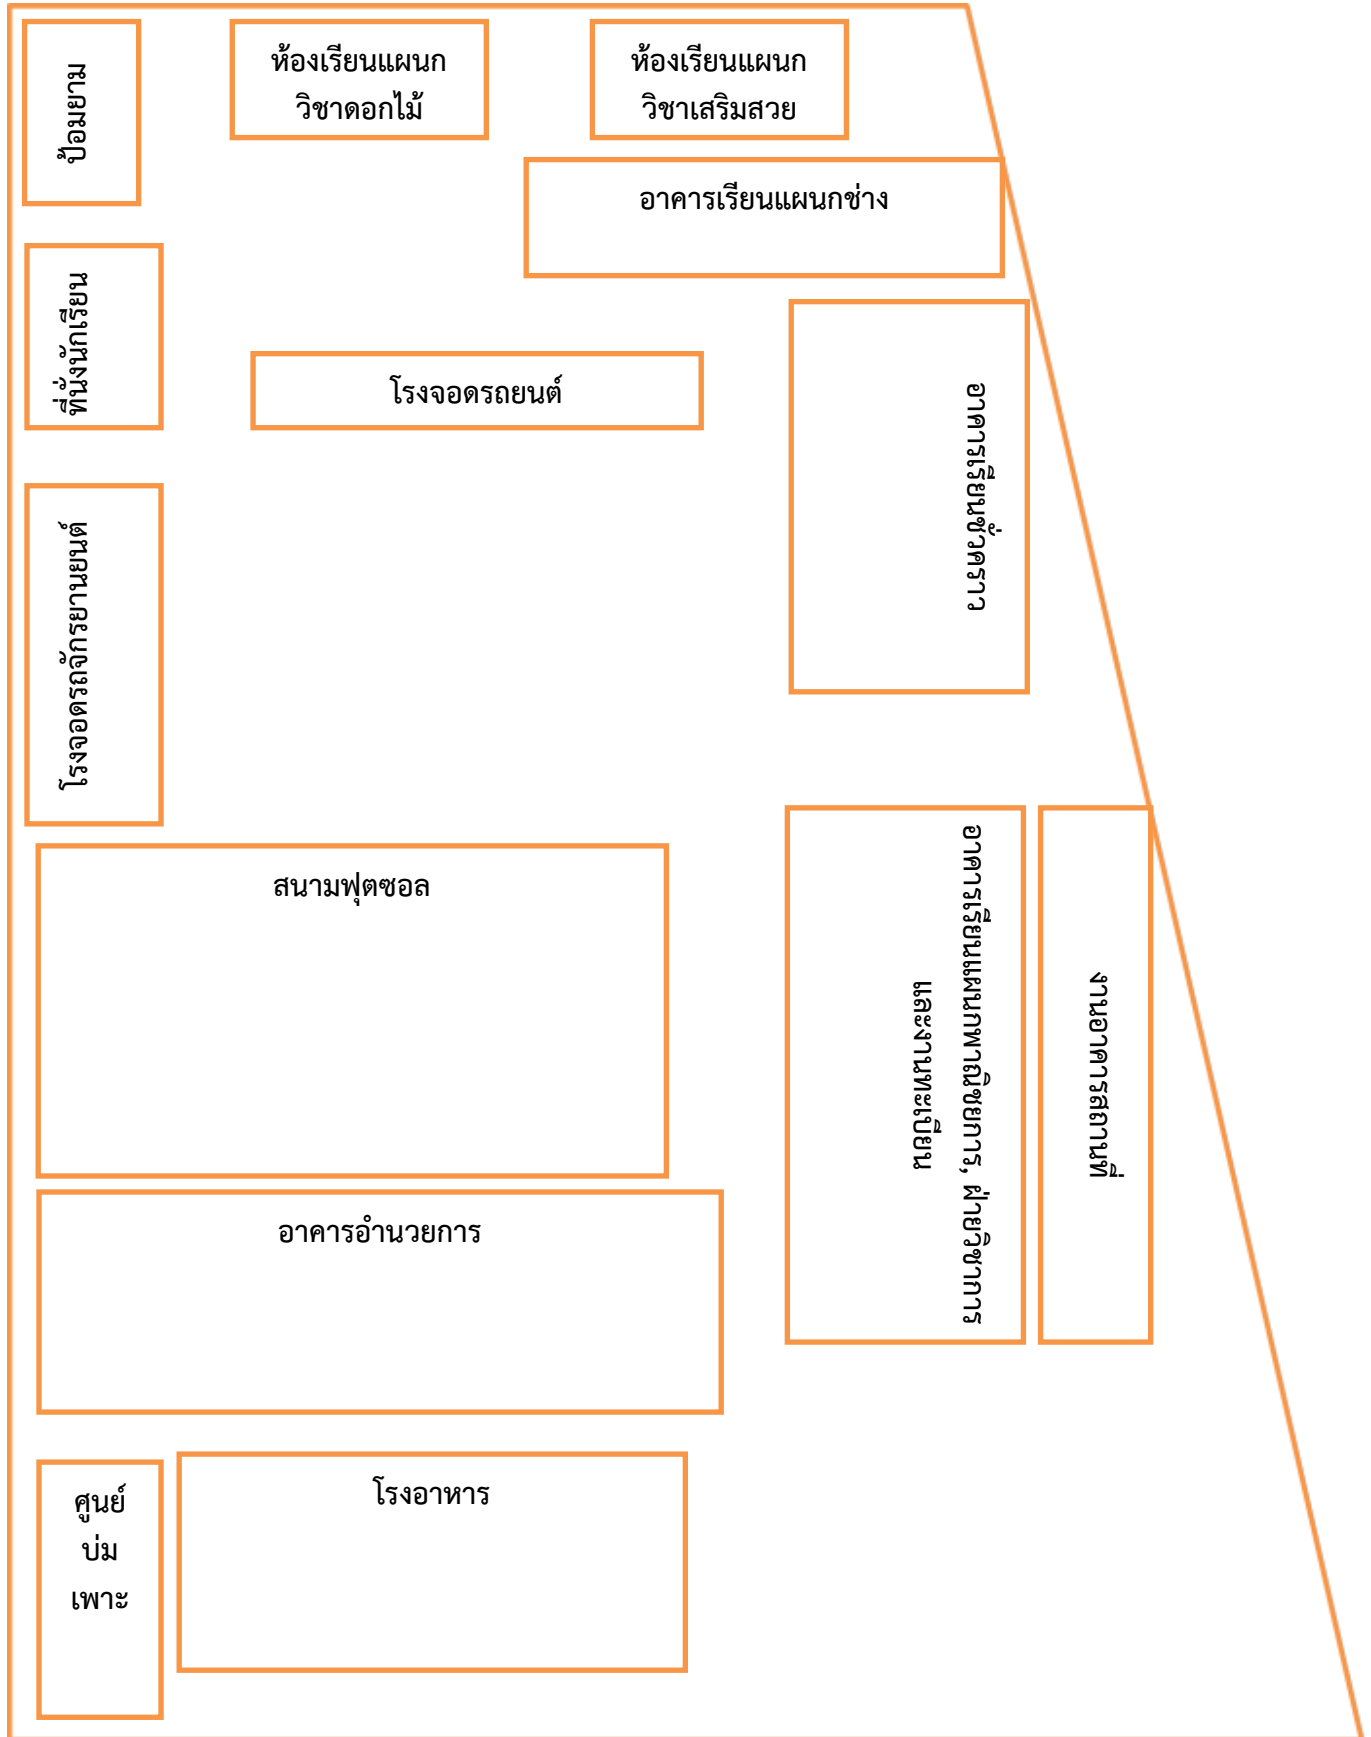 ป้อมยาม
ห้องเรียนแผนก
วิชาดอกไม้
ห้องเรียนแผนก
วิชาเสริมสวย
อาคารเรียนแผนกช่าง
ที่นั่งนักเรียน
โรงจอดรถยนต์
อาคารเรียนชั่วคราว
โรงจอดรถจักรยานยนต์
สนามฟุตซอล
อาคารเรียนแผนกพาณิชยการ, ฝ่ายวิชาการ
และงานทะเบียน
งานอาคารสถานที่
อาคารอำนวยการ
ศูนย์
บ่ม
เพาะ
โรงอาหาร